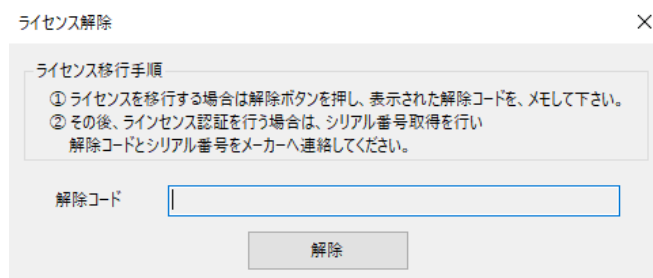 ライセンス解除
ライセンス移行手順
① ライセンスを移行する場合は解除ボタンを押し、表示された解除コードを、メモして下さい。
② その後、ラインセンス認証を行う場合は、シリアル番号取得を行い
解除コードとシリアル番号をメーカーへ連絡してください。
解除コード
解除